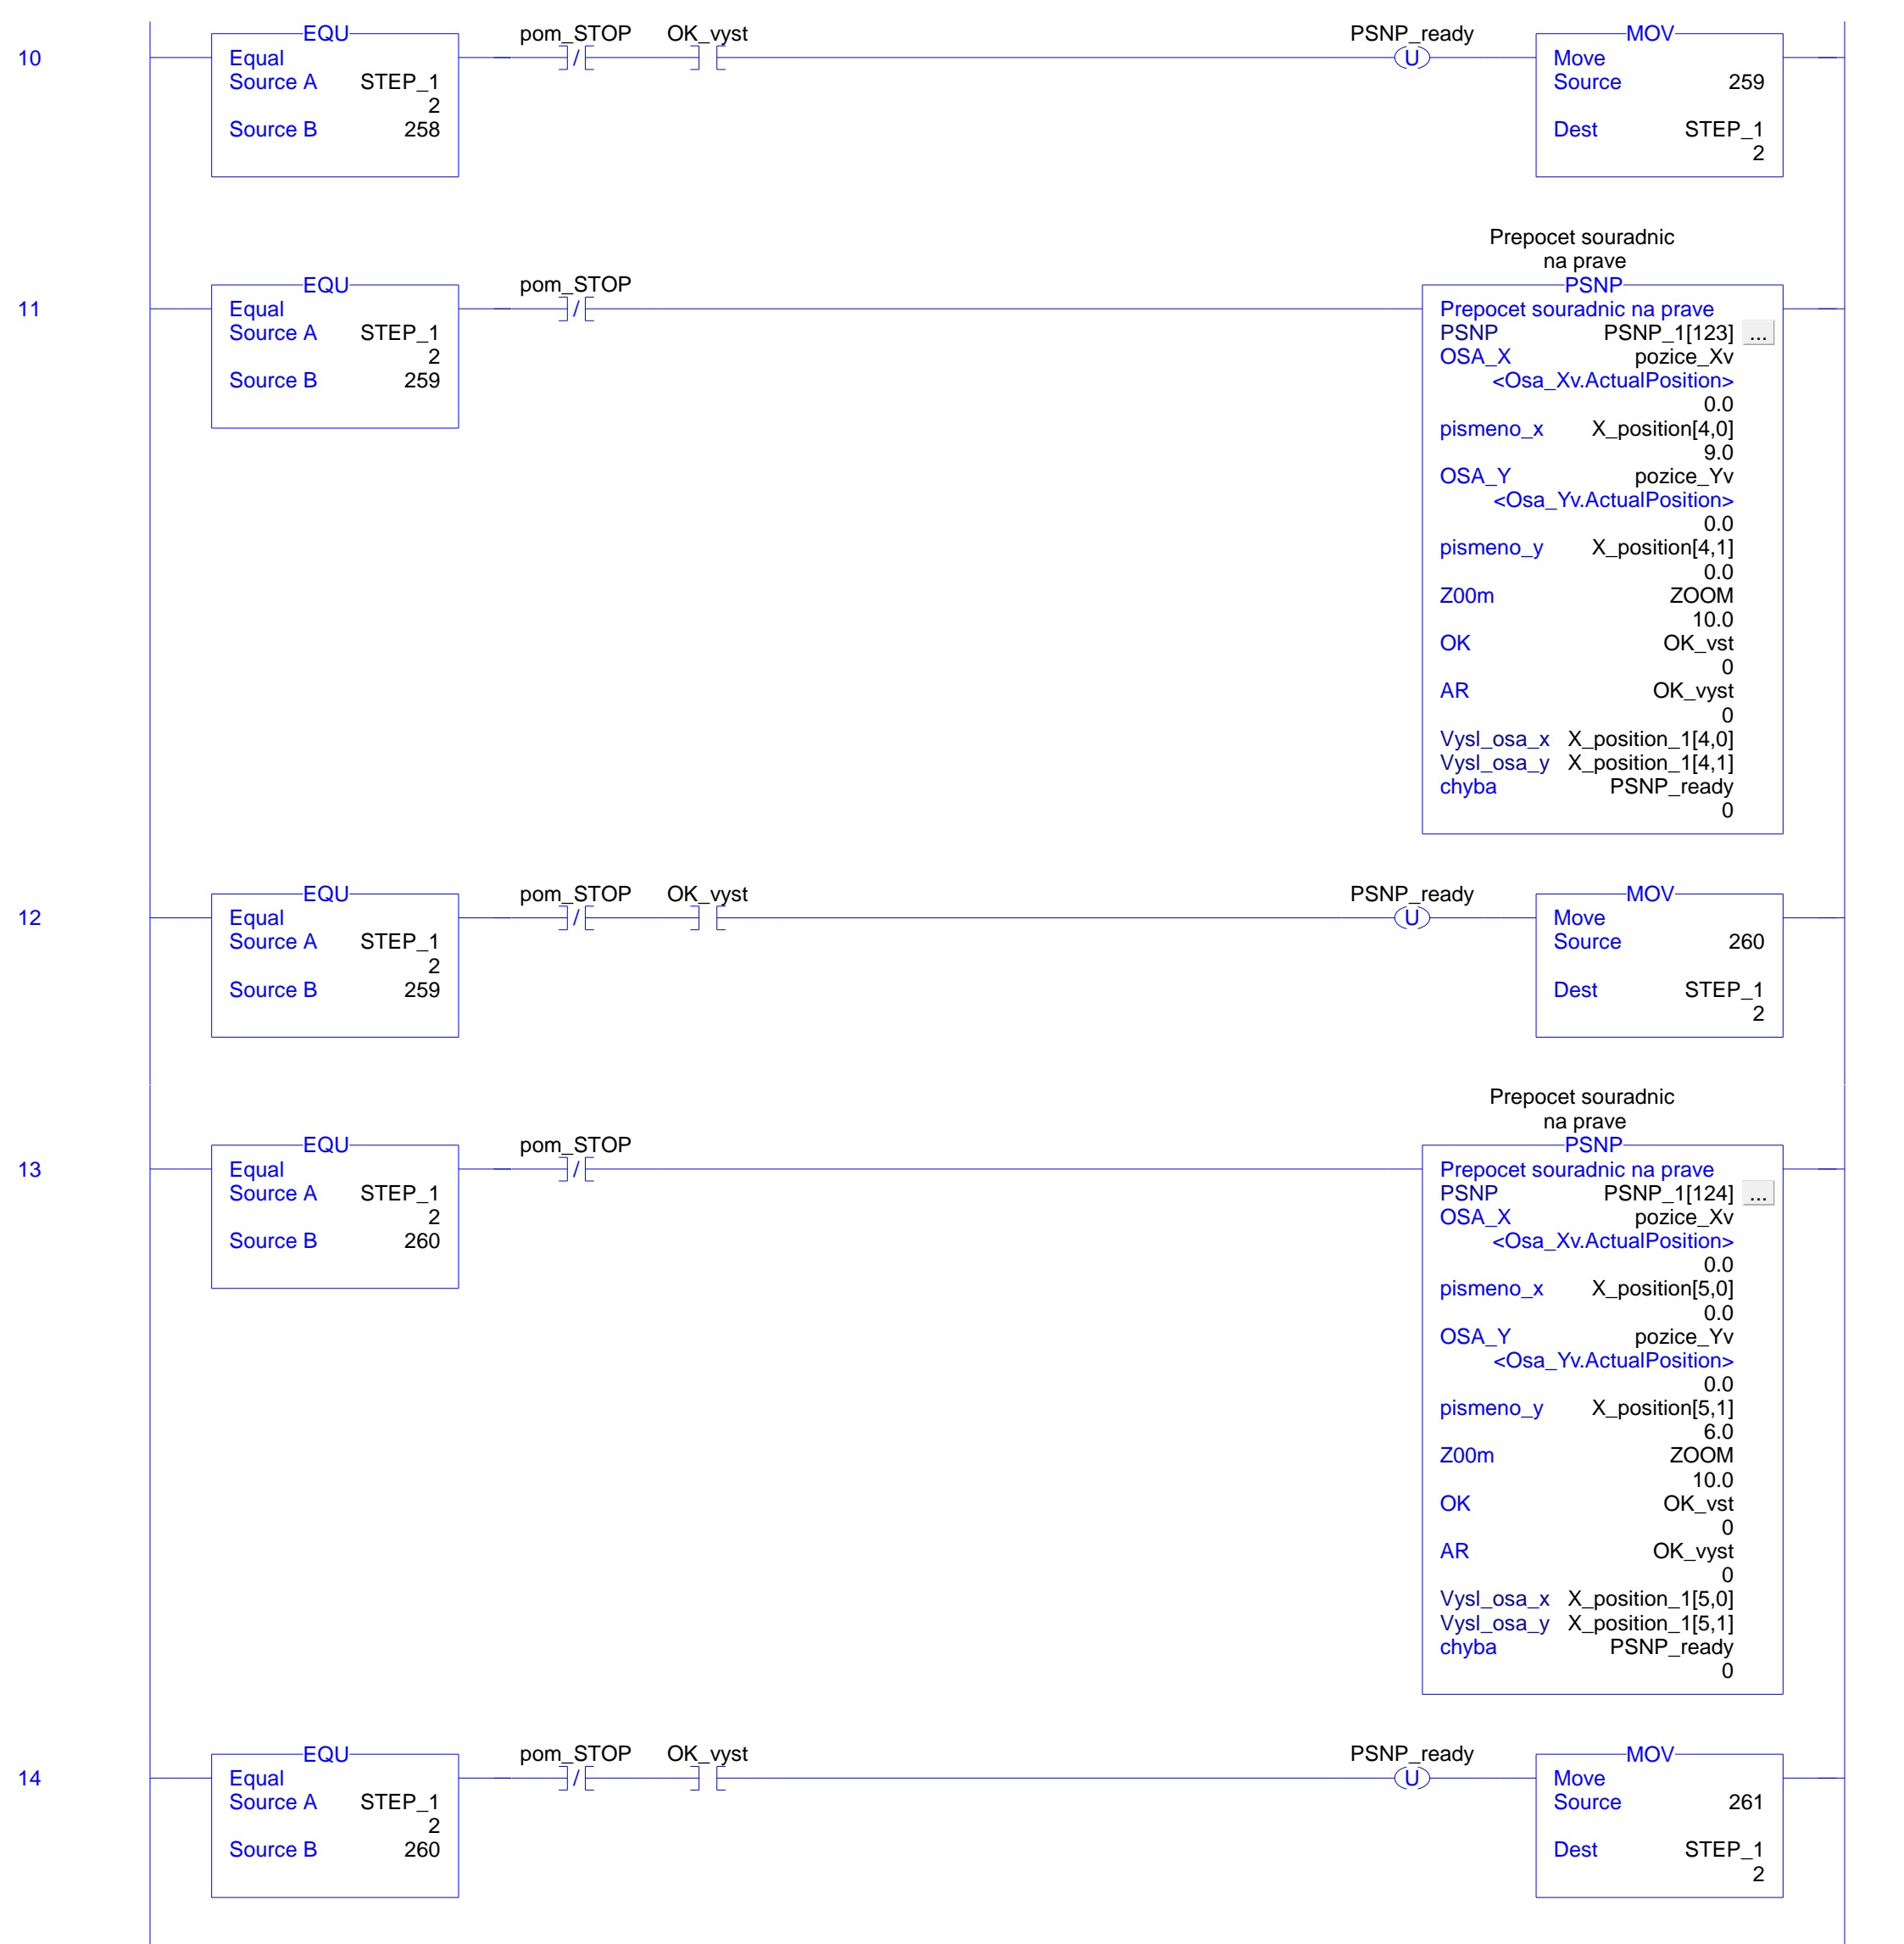 EQU
pom_STOP OK_vyst PSNP_ready
MOV
10
Equal
Source A STEP_1
2
Source B 258
U
Move
Source 259
Dest STEP_1
2
Prepocet souradnic
na prave
EQU
pom_STOP
PSNP
11
Equal
Source A STEP_1
2
Source B 259
Prepocet souradnic na prave
PSNP PSNP_1[123] ...
OSA_X pozice_Xv
<Osa_Xv.ActualPosition>
0.0
pismeno_x X_position[4,0]
9.0
OSA_Y pozice_Yv
<Osa_Yv.ActualPosition>
0.0
pismeno_y X_position[4,1]
0.0
Z00m ZOOM
10.0
OK OK_vst
0
AR OK_vyst
0
Vysl_osa_x X_position_1[4,0]
Vysl_osa_y X_position_1[4,1]
chyba PSNP_ready
0
EQU
pom_STOP OK_vyst PSNP_ready
MOV
12
Equal
Source A STEP_1
2
Source B 259
U
Move
Source 260
Dest STEP_1
2
Prepocet souradnic
na prave
EQU
pom_STOP
PSNP
13
Equal
Source A STEP_1
2
Source B 260
Prepocet souradnic na prave
PSNP PSNP_1[124] ...
OSA_X pozice_Xv
<Osa_Xv.ActualPosition>
0.0
pismeno_x X_position[5,0]
0.0
OSA_Y pozice_Yv
<Osa_Yv.ActualPosition>
0.0
pismeno_y X_position[5,1]
6.0
Z00m ZOOM
10.0
OK OK_vst
0
AR OK_vyst
0
Vysl_osa_x X_position_1[5,0]
Vysl_osa_y X_position_1[5,1]
chyba PSNP_ready
0
EQU
pom_STOP OK_vyst PSNP_ready
MOV
14
Equal
Source A STEP_1
2
Source B 260
U
Move
Source 261
Dest STEP_1
2